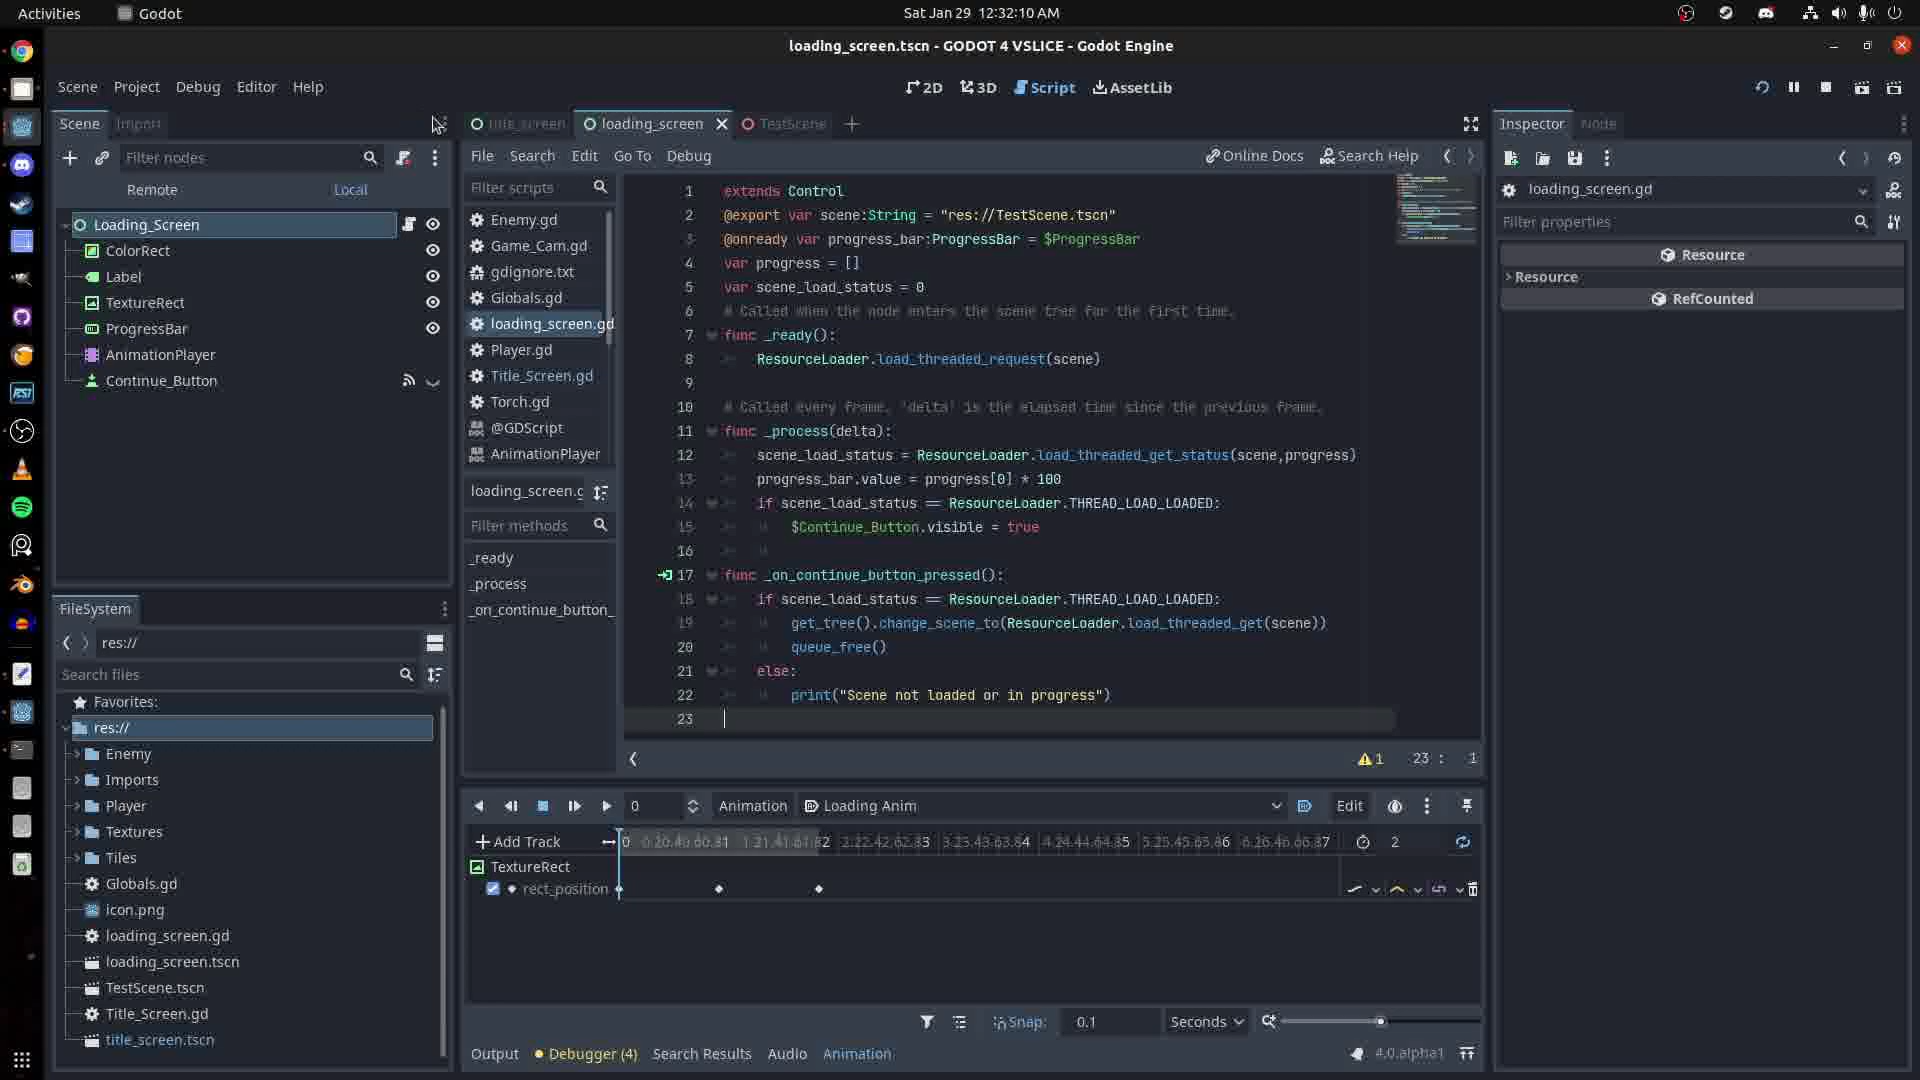 Activities
Godot
Sat Jan 29 12:32:10 AM
loading_screen.tscn - GODOT 4 VSLICE - Godot Engine
Scene Project Debug Editor Help
2D 3D Script AssetLib
Scene Import
Filter nodes
Remote Local
Loading_Screen
ColorRect
Label
TextureRect
ProgressBar
AnimationPlayer
Continue_Button
FileSystem
res://
Search files
Favorites:
res://
Enemy
Imports
Player
Textures
Tiles
Globals.gd
icon.png
loading_screen.gd
loading_screen.tscn
TestScene.tscn
Title_Screen.gd
title_screen.tscn
title_screen loading_screen TestScene
File Search Edit Go To Debug
Online Docs Search Help
Filter scripts
Enemy.gd
Game_Cam.gd
gdignore.txt
Globals.gd
loading_screen.gd
Player.gd
Title_Screen.gd
Torch.gd
@GDScript
AnimationPlayer
loading_screen.g
Filter methods
_ready
_process
_on_continue_button_
1 extends Control
2 @export var scene:String = "res://TestScene.tscn"
3 @onready var progress_bar:ProgressBar = $ProgressBar
4 var progress = []
5 var scene_load_status = 0
6 # Called when the node enters the scene tree for the first time.
7 func _ready():
8 ResourceLoader.load_threaded_request(scene)
9
10 # Called every frame. 'delta' is the elapsed time since the previous frame.
11 func _process(delta):
12 scene_load_status = ResourceLoader.load_threaded_get_status(scene,progress)
13 progress_bar.value = progress[0] * 100
14 if scene_load_status == ResourceLoader.THREAD_LOAD_LOADED:
15 $Continue_Button.visible = true
16
17 func _on_continue_button_pressed():
18 if scene_load_status == ResourceLoader.THREAD_LOAD_LOADED:
19 get_tree().change_scene_to(ResourceLoader.load_threaded_get(scene))
20 queue_free()
21 else:
22 print("Scene not loaded or in progress")
23
1 23 : 1
0 Animation Loading Anim Edit
Add Track 0 2
TextureRect
rect_position
Snap: 0.1 Seconds
Output Debugger (4) Search Results Audio Animation 4.0.alpha1
Inspector Node
loading_screen.gd
Filter properties
Resource
Resource
RefCounted